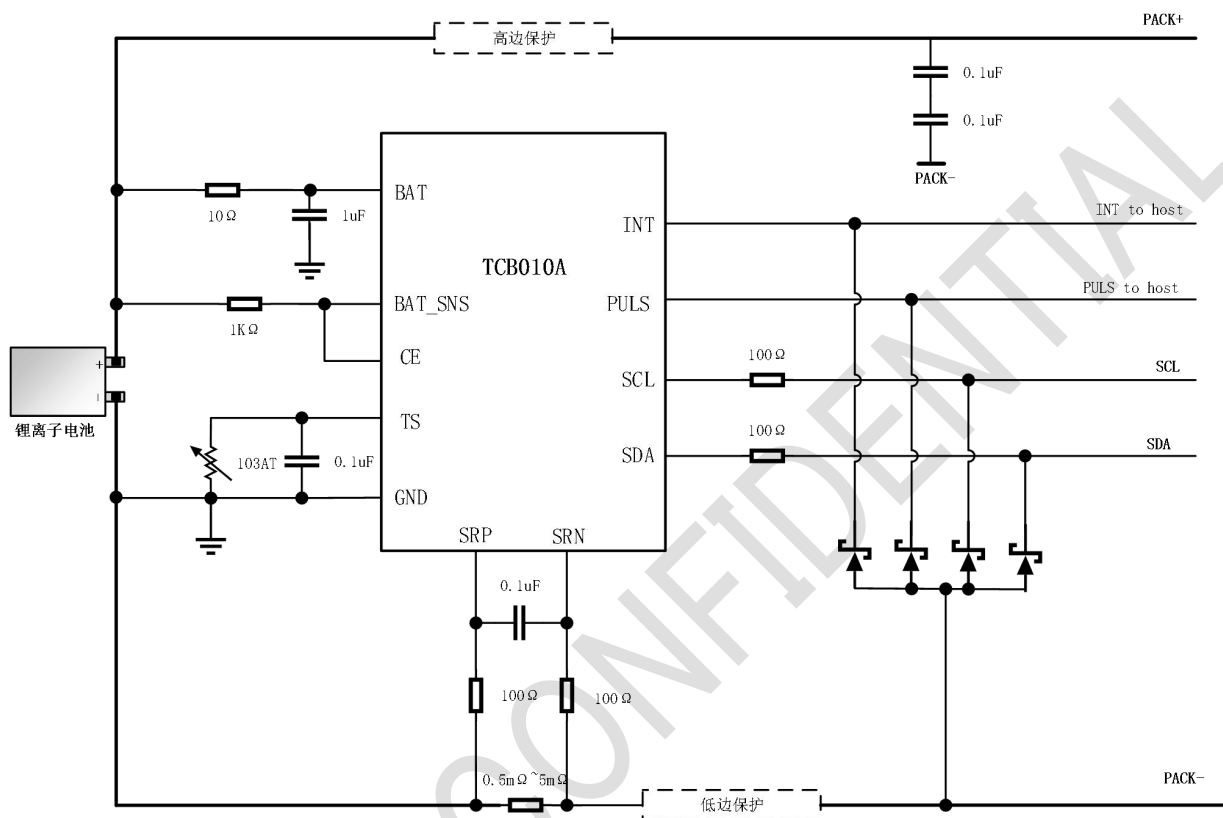 PACK+
高边保护
0.1uF
0.1uF
PACK-
BAT
10Ω
1uF
INT
INT to host
TCB010A
BAT_SNS
PULS
PULS to host
1KΩ
CE
100Ω
SCL
SCL
+
-
锂离子电池
TS
100Ω
SDA
SDA
103AT
0.1uF
GND
SRP
SRN
0.1uF
100Ω
100Ω
0.5mΩ~5mΩ
低边保护
PACK-
CONFIDENTIAL